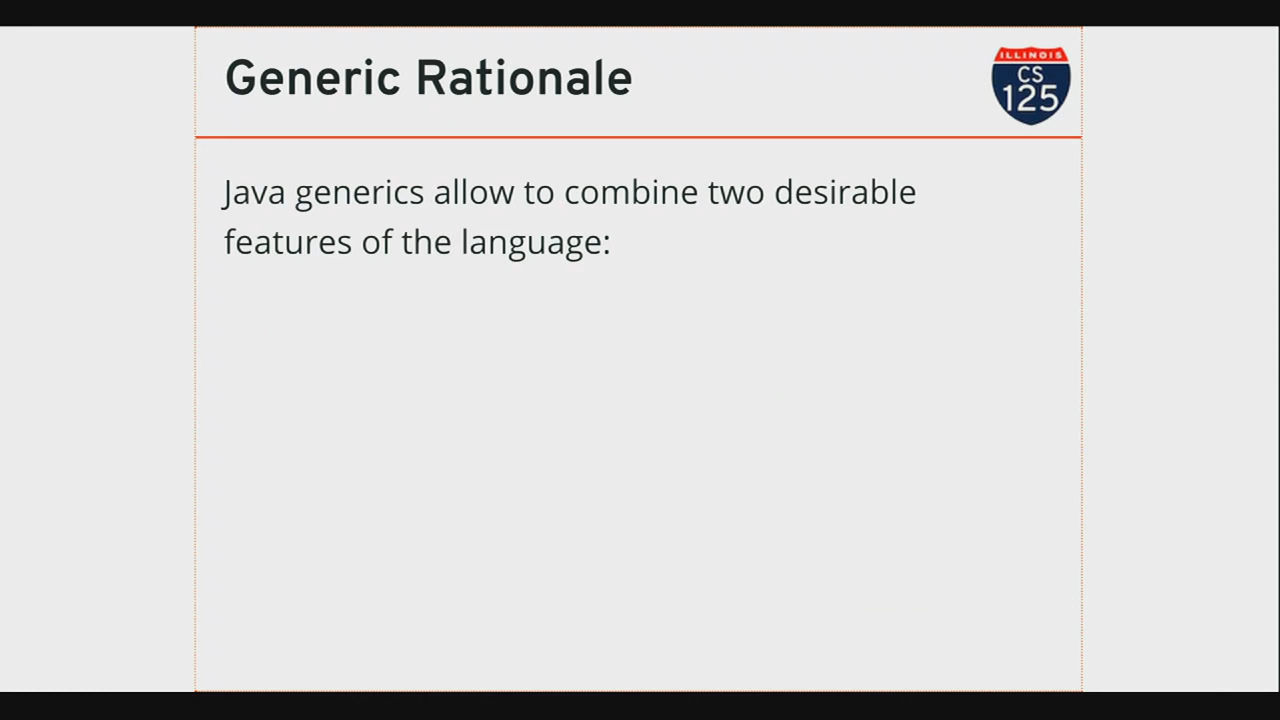 Generic Rationale
ILLINOIS
CS
125
Java generics allow to combine two desirable
features of the language: